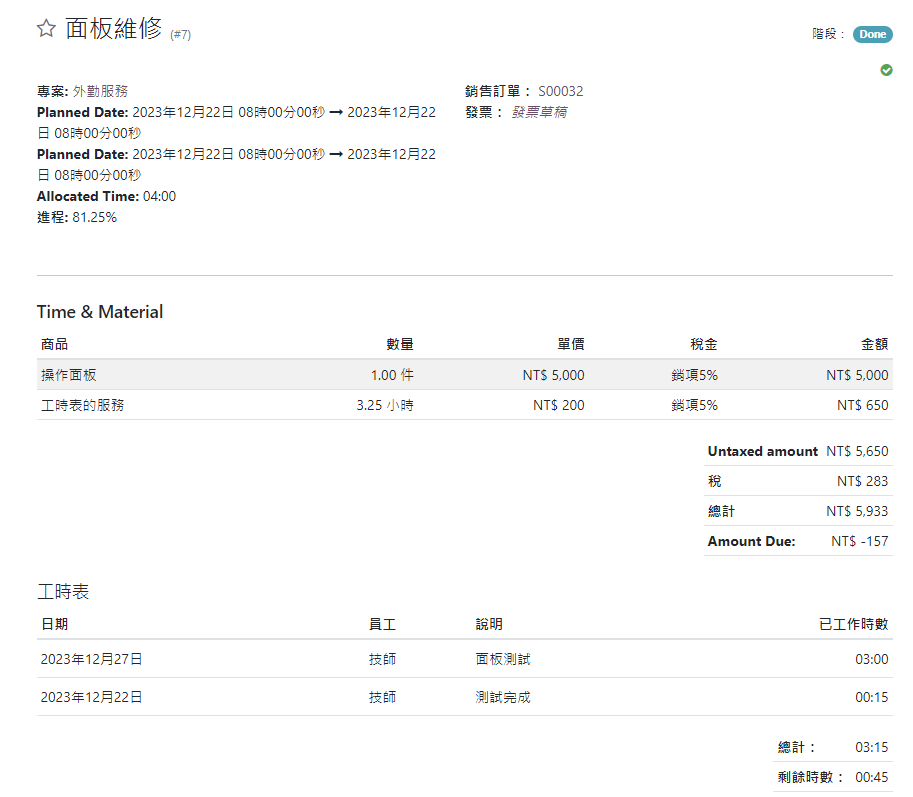 面板維修 (#7)
階段： Done
專案: 外勤服務
Planned Date: 2023年12月22日 08時00分00秒 → 2023年12月22
日 08時00分00秒
Planned Date: 2023年12月22日 08時00分00秒 → 2023年12月22
日 08時00分00秒
Allocated Time: 04:00
進程: 81.25%
銷售訂單： S00032
發票： 發票草稿
Time & Material
商品 數量 單價 稅金 金額
操作面板 1.00 件 NT$ 5,000 銷項5% NT$ 5,000
工時表的服務 3.25 小時 NT$ 200 銷項5% NT$ 650
Untaxed amount NT$ 5,650
稅 NT$ 283
總計 NT$ 5,933
Amount Due: NT$ -157
工時表
日期 員工 說明 已工作時數
2023年12月27日 技師 面板測試 03:00
2023年12月22日 技師 測試完成 00:15
總計： 03:15
剩餘時數： 00:45